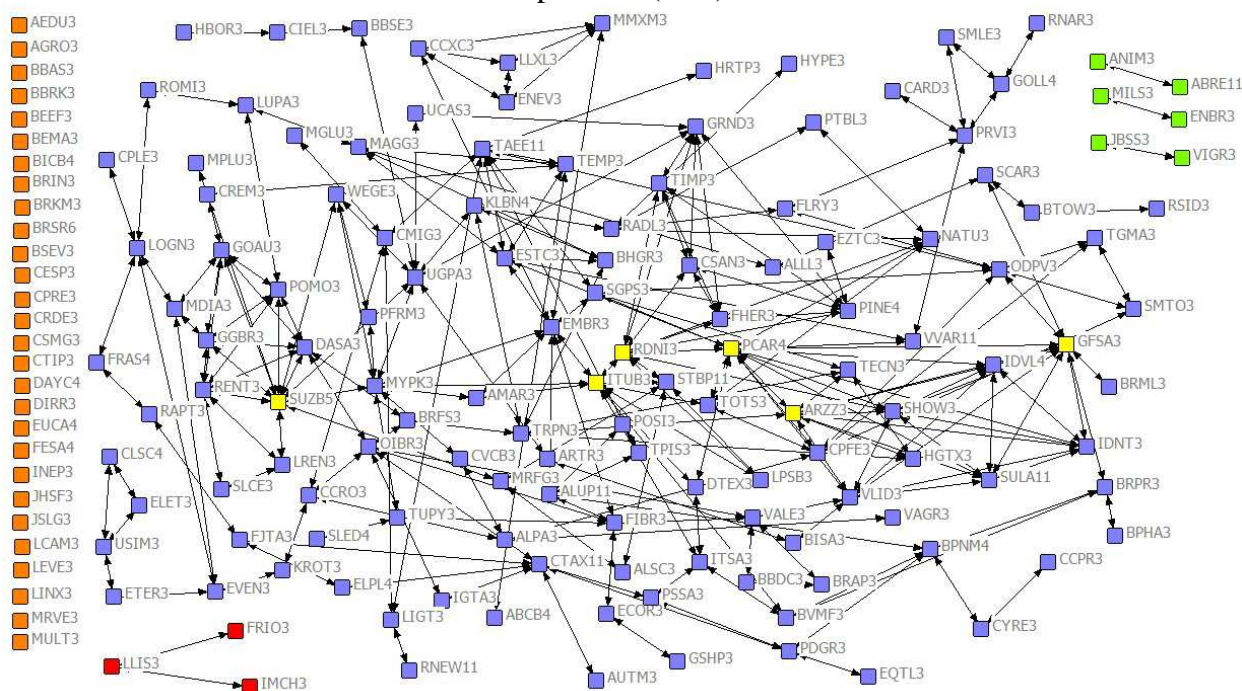 AEDU3
AGRO3
BBAS3
BBRK3
BEEF3
BEMA3
BICB4
BRIN3
BRKM3
BRSR6
BSEV3
CESP3
CPRE3
CRDE3
CSMG3
CTIP3
DAYC4
DIRR3
EUCA4
FESA4
INEP3
JHSF3
JSLG3
LCAM3
LEVE3
LINX3
MRVE3
MULT3
HBOR3
CIEL3
BBSE3
CCXC3
MMXM3
LLXL3
ENEV3
HRTP3
HYPE3
SMLE3
RNAR3
GOLL4
CARD3
PRVI3
ANIM3
ABRE11
MILS3
ENBR3
JBSS3
VIGR3
ROMI3
LUPA3
MGLU3
MAGG3
UCAS3
TAEE11
TEMP3
GRND3
PTBL3
CPLE3
MPLU3
CREM3
WEGE3
KLBN4
TIMP3
FLRY3
SCAR3
BTOW3
RSID3
LOGN3
GOAU3
CMIG3
ESTC3
RADL3
BHGR3
CSAN3
ALLL3
EZTC3
NATU3
TGMA3
ODPV3
SMTO3
UGPA3
SGPS3
MDIA3
POMO3
PFRM3
EMBR3
FHER3
PINE4
VVAR11
GFSA3
GGBR3
DASA3
RDNI3
PCAR4
FRAS4
RENT3
SUZB5
MYPK3
AMAR3
ITUB3
STBP11
TECN3
IDVL4
BRML3
RAPT3
BRFS3
TRPN3
POSI3
TOTS3
ARZZ3
SHOW3
OIBR3
ARTR3
TPIS3
CPFE3
HGTX3
IDNT3
CLSC4
LREN3
CVCB3
MRFG3
LPSB3
SULA11
ELET3
SLCE3
CCRO3
ALUP11
DTEX3
VLID3
BRPR3
USIM3
FJTA3
SLED4
TUPY3
ALPA3
FIBR3
VALE3
VAGR3
BISA3
BPNM4
BPHA3
KROT3
ELPL4
CTAX11
ALSC3
ITSA3
BBDC3
BRAP3
CCPR3
ETER3
EVEN3
IGTA3
ABCB4
ECOR3
PSSA3
BVMF3
CYRE3
LIGT3
FRIO3
LLIS3
IMCH3
RNEW11
AUTM3
GSHP3
PDGR3
EQTL3